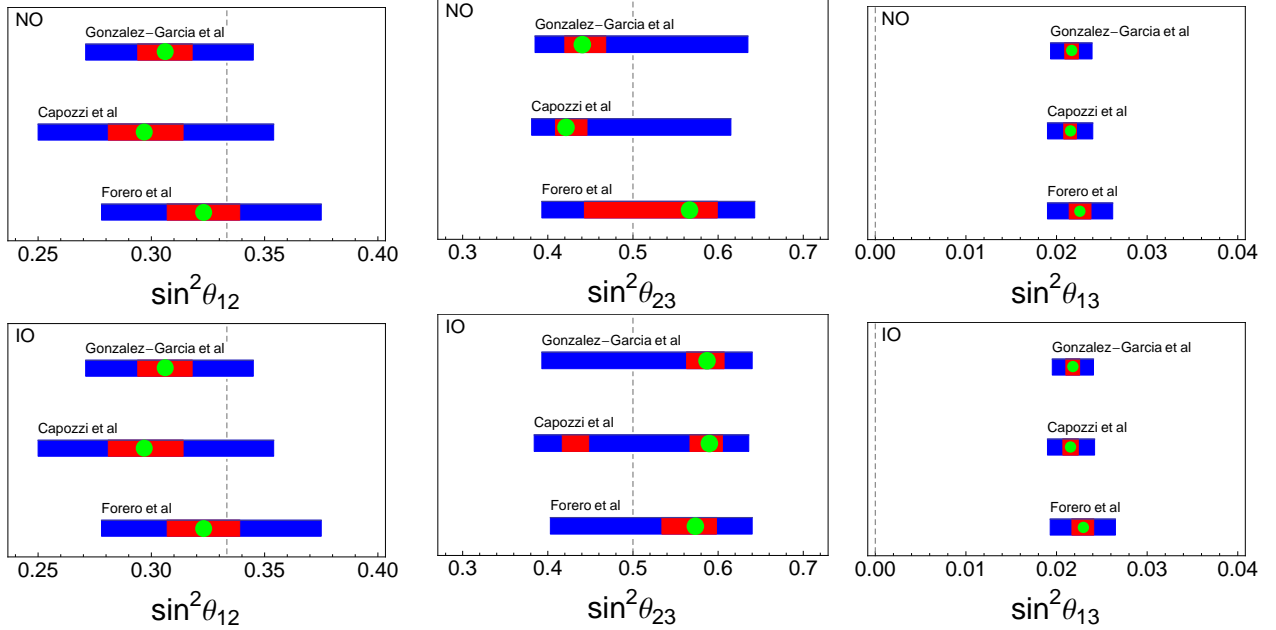 NO
Gonzalez-Garcia et al
Capozzi et al
Forero et al
0.25 0.30 0.35 0.40
sin²θ₁₂
NO
Gonzalez-Garcia et al
Capozzi et al
Forero et al
0.3 0.4 0.5 0.6 0.7
sin²θ₂₃
NO
Gonzalez-Garcia et al
Capozzi et al
Forero et al
0.00 0.01 0.02 0.03 0.04
sin²θ₁₃
IO
Gonzalez-Garcia et al
Capozzi et al
Forero et al
0.25 0.30 0.35 0.40
sin²θ₁₂
IO
Gonzalez-Garcia et al
Capozzi et al
Forero et al
0.3 0.4 0.5 0.6 0.7
sin²θ₂₃
IO
Gonzalez-Garcia et al
Capozzi et al
Forero et al
0.00 0.01 0.02 0.03 0.04
sin²θ₁₃